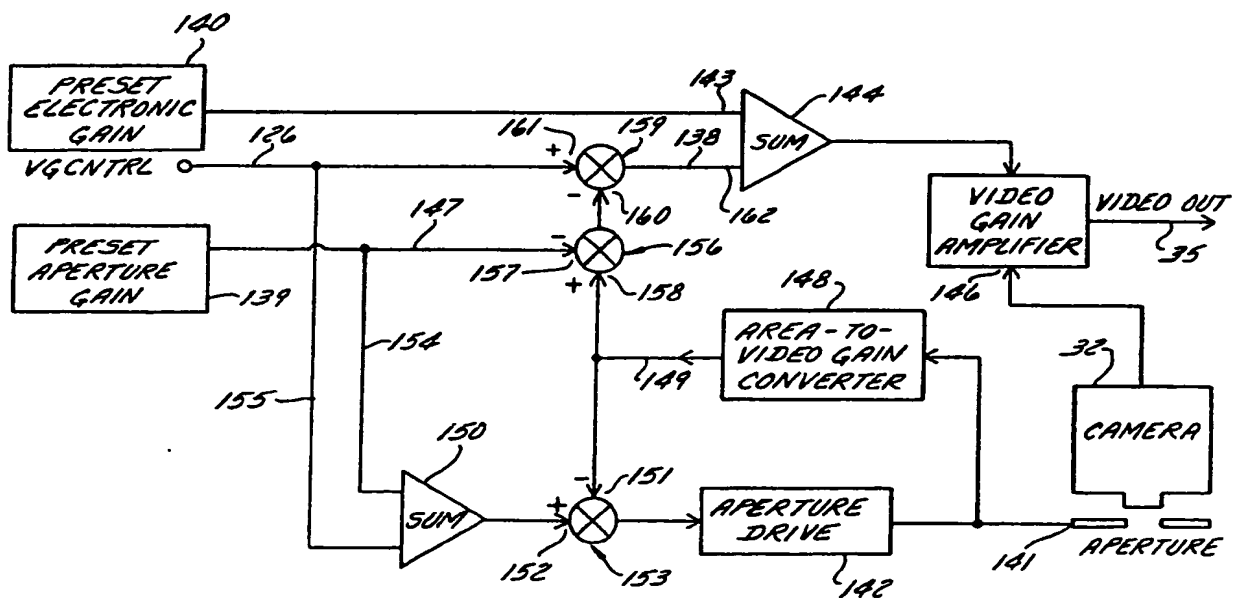 140
PRESET
ELECTRONIC
GAIN
VGCNTRL
126
161
+
-
159
160
138
143
162
SUM
144
VIDEO
GAIN
AMPLIFIER
146
VIDEO OUT
35
PRESET
APERTURE
GAIN
139
147
-
157
+
156
158
148
AREA-TO-
VIDEO GAIN
CONVERTER
149
32
CAMERA
154
155
150
SUM
-
151
+
152
153
APERTURE
DRIVE
142
141
APERTURE